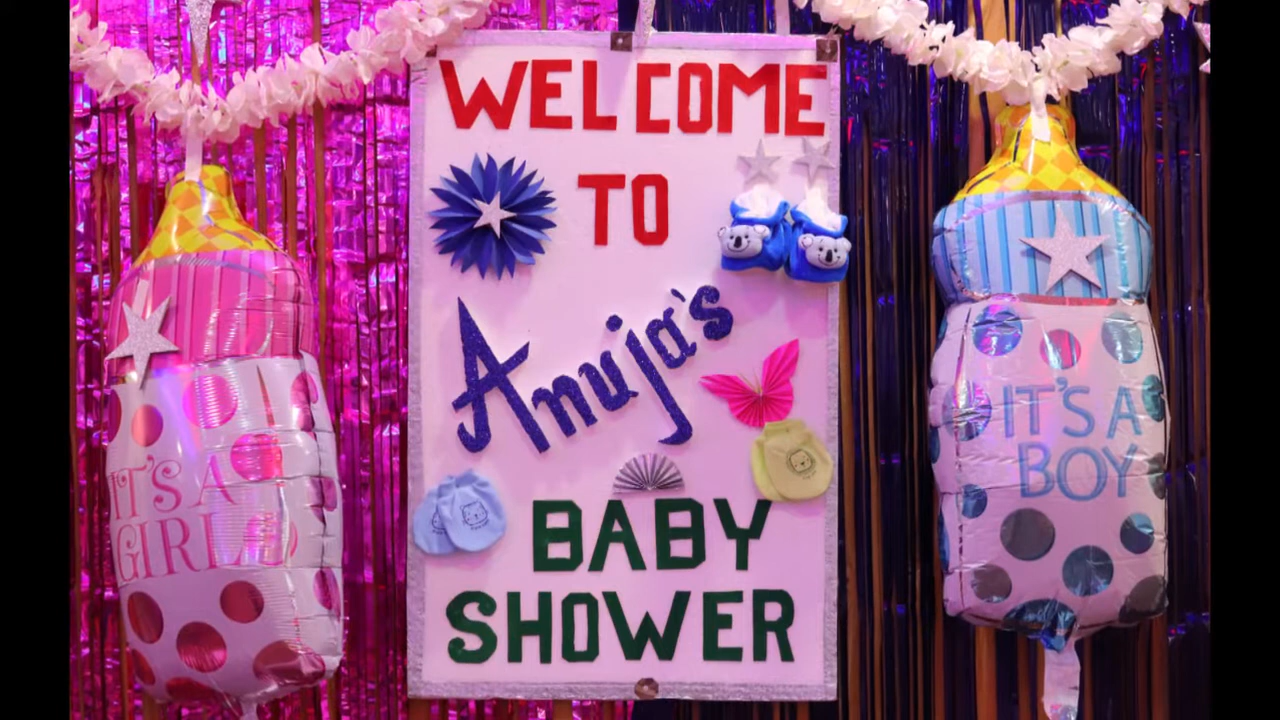 WELCOME
TO
Anuja's
BABY
SHOWER
IT'S A
GIRL
IT'S A
BOY